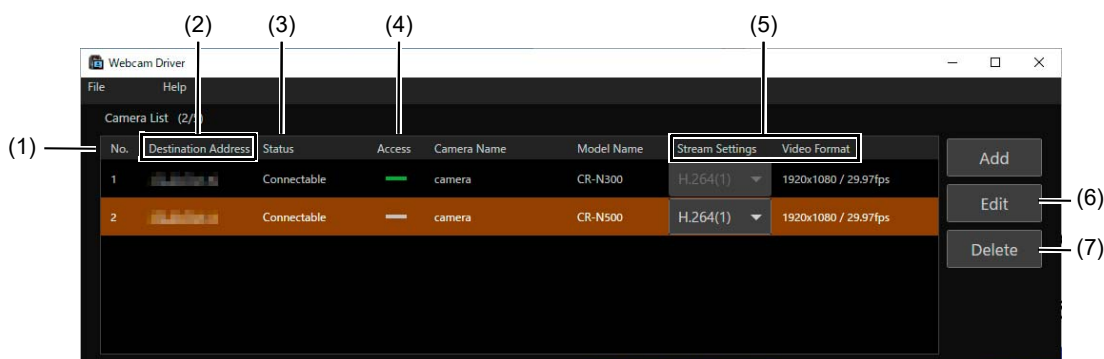 (2) (3) (4) (5)
Webcam Driver
File Help
Camera List (2/5)
(1)
No. Destination Address Status Access Camera Name Model Name Stream Settings Video Format
Add
1 Connectable camera CR-N300 H.264(1) 1920x1080 / 29.97fps
Edit (6)
2 Connectable camera CR-N500 H.264(1) 1920x1080 / 29.97fps
Delete (7)